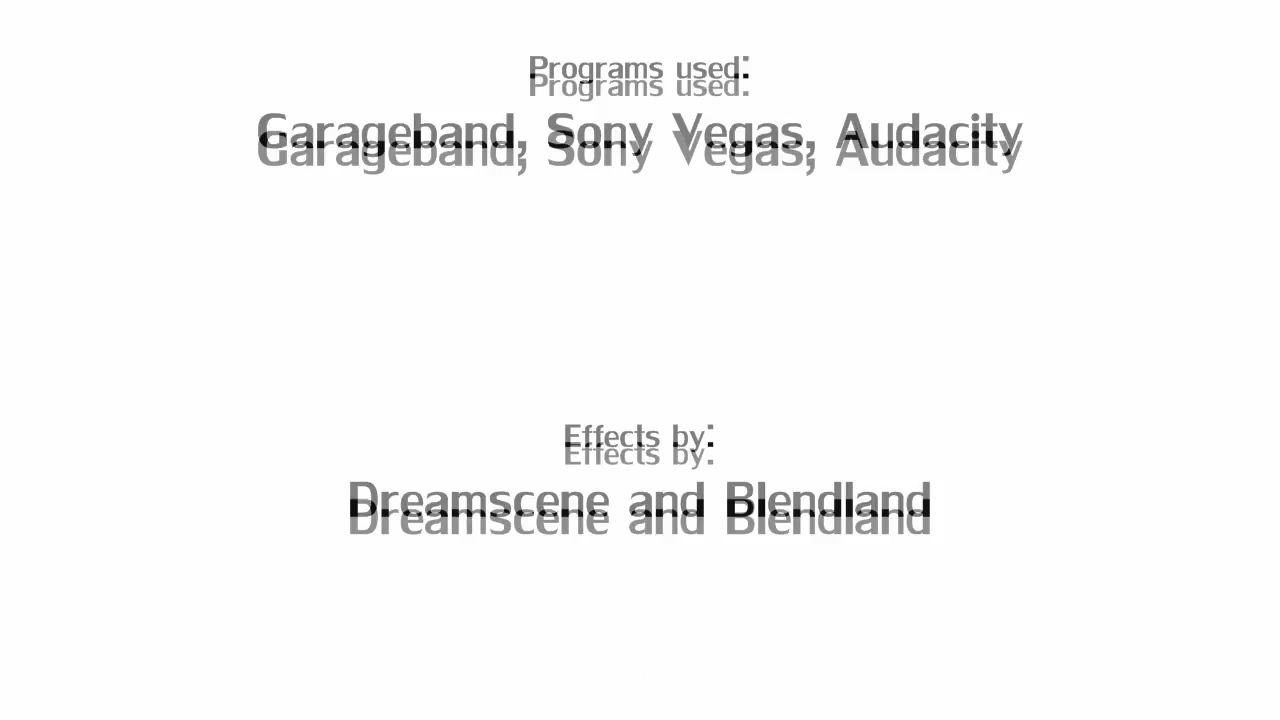 Programs used:
Garageband, Sony Vegas, Audacity
Effects by:
Dreamscene and Blendland